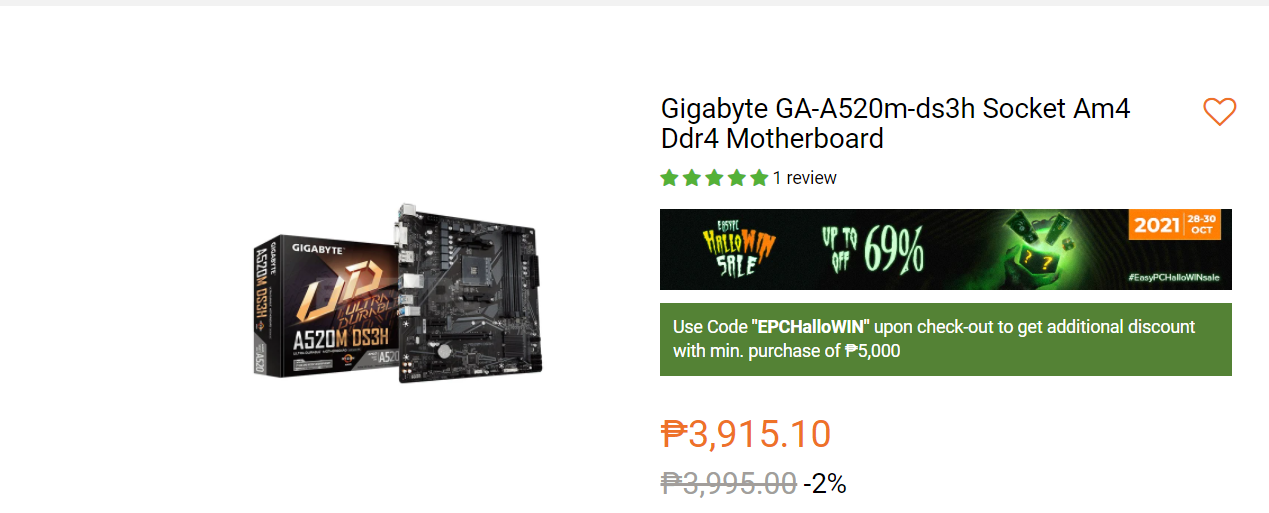 Gigabyte GA-A520m-ds3h Socket Am4
Ddr4 Motherboard
1 review
EASYPC
HALLOWIN
SALE
UP TO 69%
OFF
2021 28-30
OCT
#EasyPCHalloWINsale
Use Code "EPCHalloWIN" upon check-out to get additional discount
with min. purchase of ₱5,000
₱3,915.10
₱3,995.00 -2%
GIGABYTE
ULTRA
DURABLE
A520M DS3H
GIGABYTE
A520M DS3H
A520